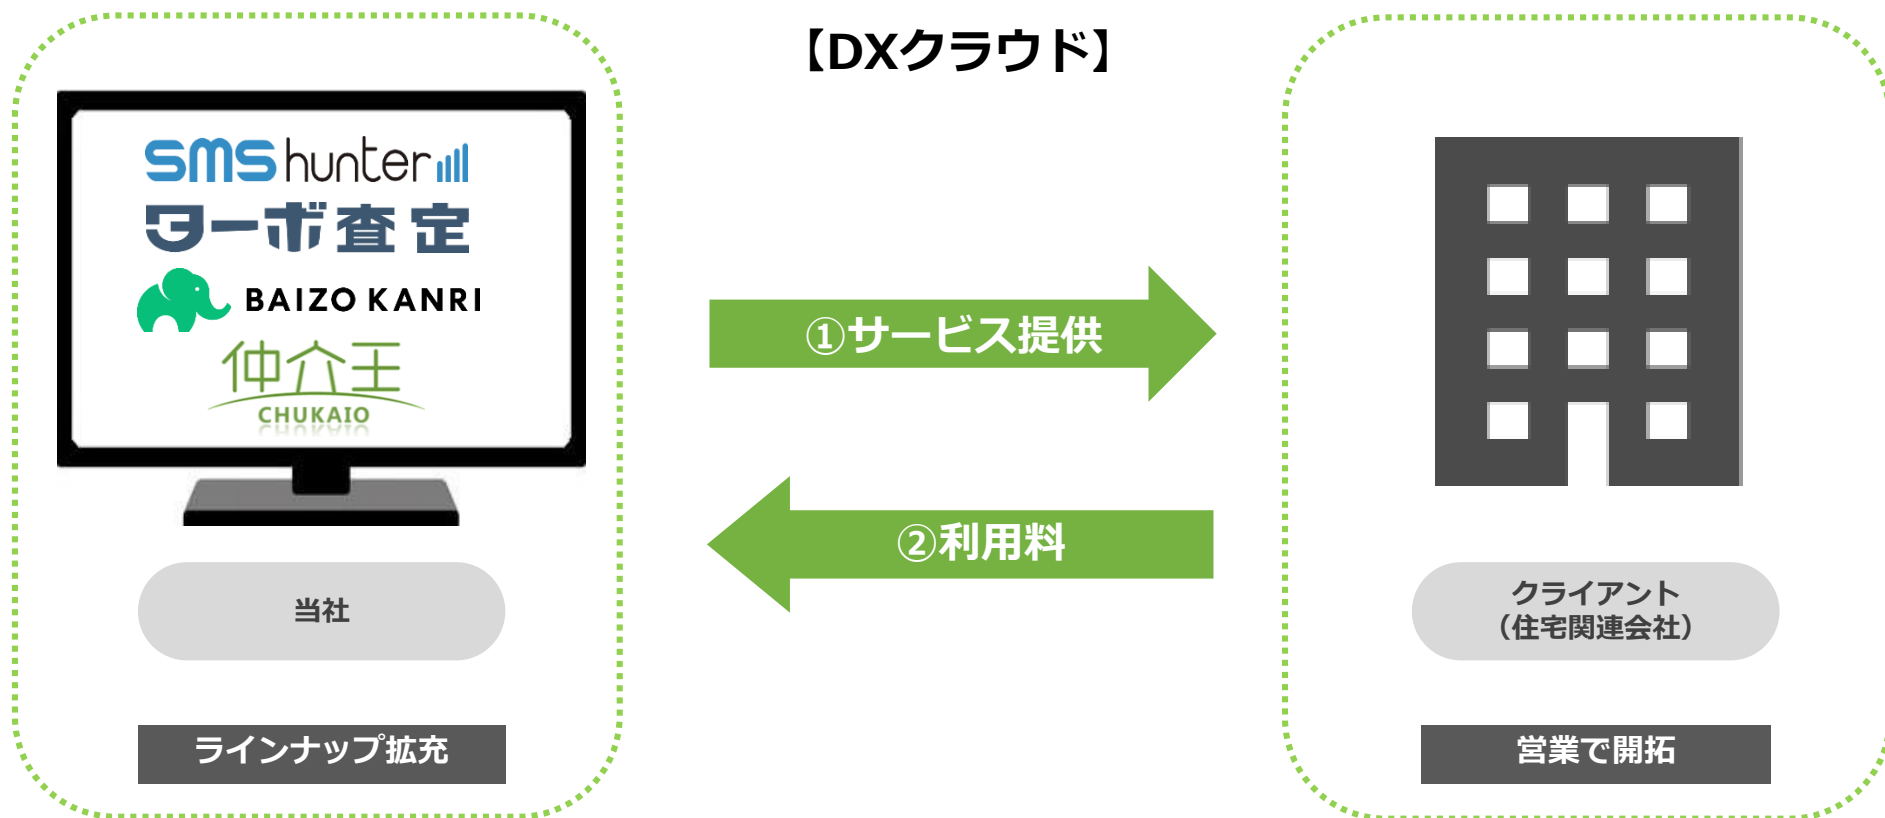 【DXクラウド】
SMS hunter
ターボ査定
BAIZO KANRI
仲介王
CHUKAIO
①サービス提供
②利用料
当社
クライアント
（住宅関連会社）
ラインナップ拡充
営業で開拓